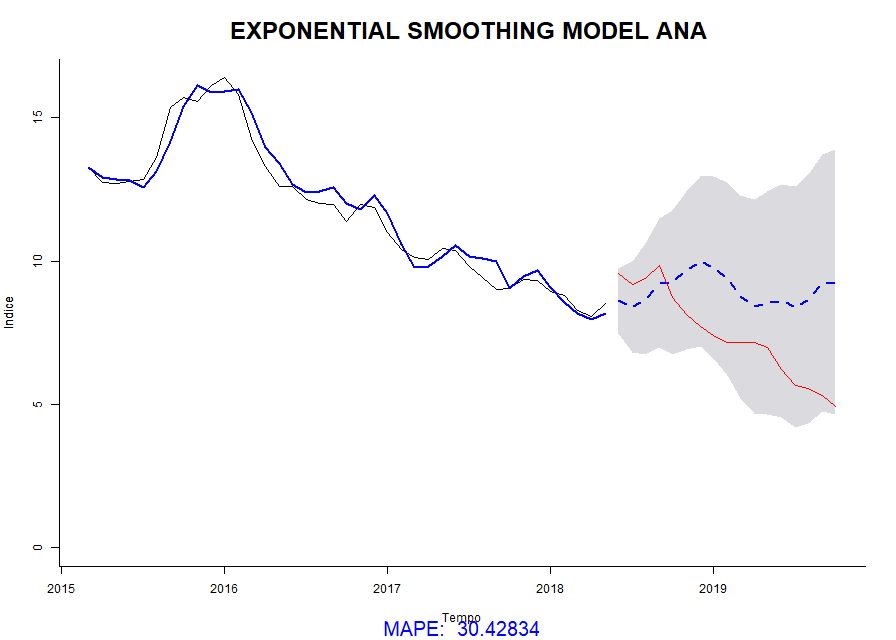 EXPONENTIAL SMOOTHING MODEL ANA
15
10
5
0
Indice
2015 2016 2017 2018 2019
Tempo
MAPE: 30.42834